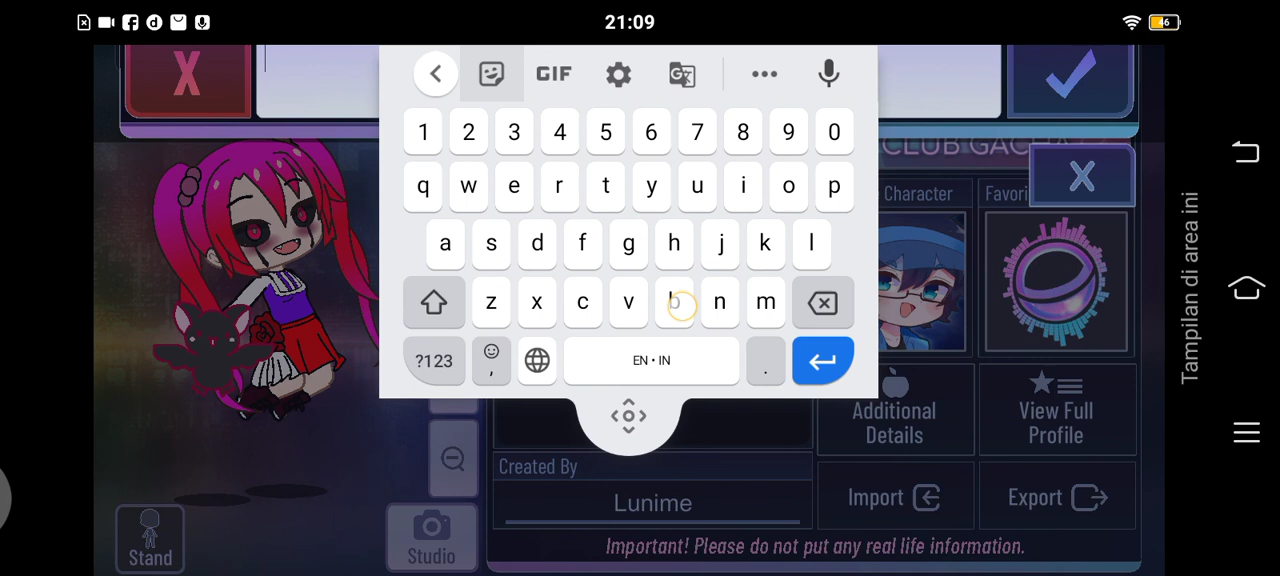 21:09
46
X
GIF
1 2 3 4 5 6 7 8 9 0
q w e r t y u i o p
a s d f g h j k l
z x c v b n m
?123 , EN • IN .
CLUB
X
Character
Additional
Details
View Full
Profile
Created By
Lunime
Import
Export
Stand
Studio
Important! Please do not put any real life information.
Tampilan di area ini